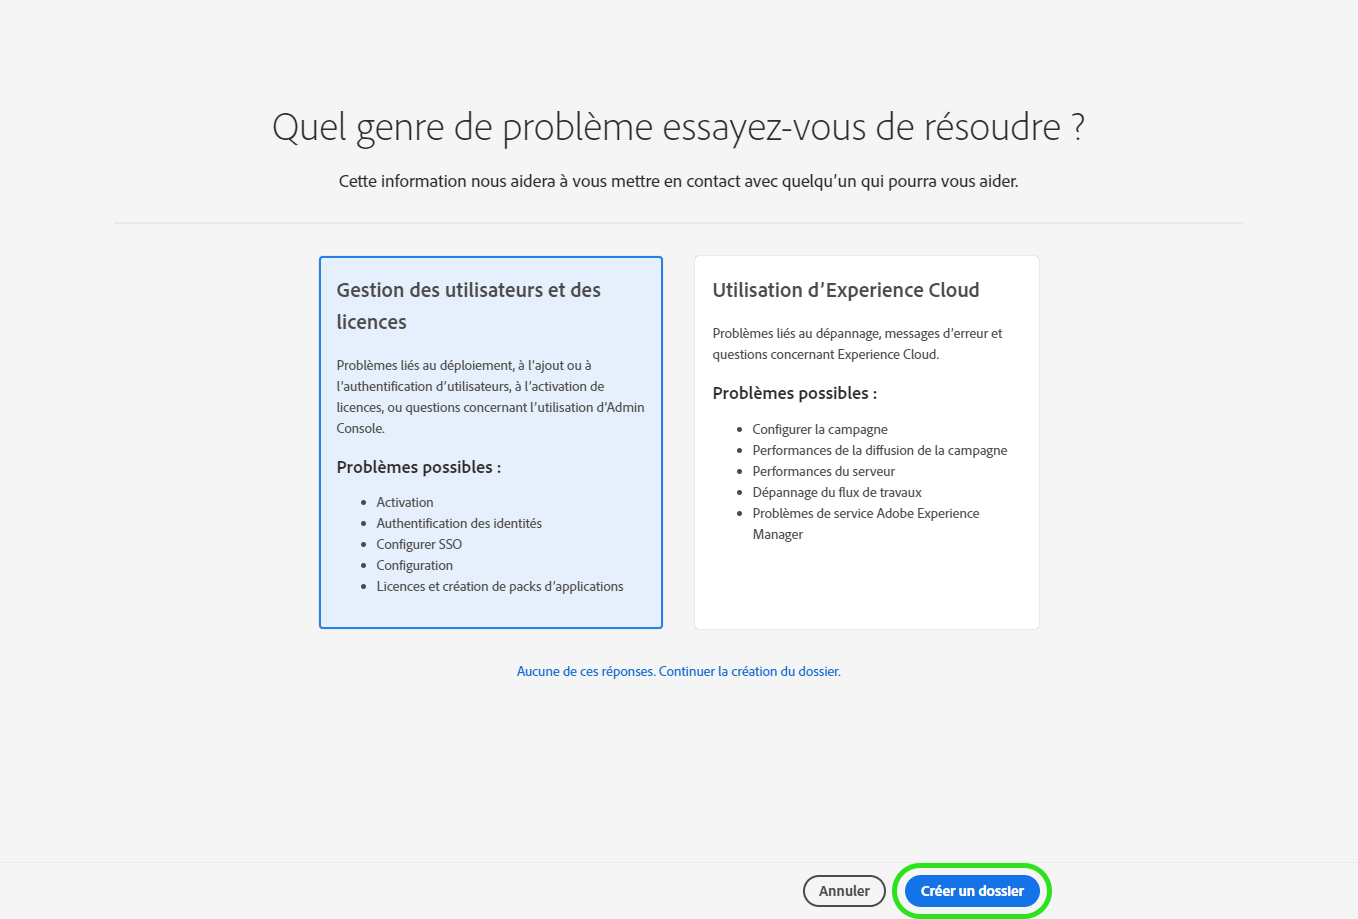 Quel genre de problème essayez-vous de résoudre ?
Cette information nous aidera à vous mettre en contact avec quelqu’un qui pourra vous aider.
Gestion des utilisateurs et des
licences
Problèmes liés au déploiement, à l’ajout ou à
l’authentification d’utilisateurs, à l’activation de
licences, ou questions concernant l’utilisation d’Admin
Console.
Problèmes possibles :
• Activation
• Authentification des identités
• Configurer SSO
• Configuration
• Licences et création de packs d’applications
Utilisation d’Experience Cloud
Problèmes liés au dépannage, messages d’erreur et
questions concernant Experience Cloud.
Problèmes possibles :
• Configurer la campagne
• Performances de la diffusion de la campagne
• Performances du serveur
• Dépannage du flux de travaux
• Problèmes de service Adobe Experience
Manager
Aucune de ces réponses. Continuer la création du dossier.
Annuler
Créer un dossier